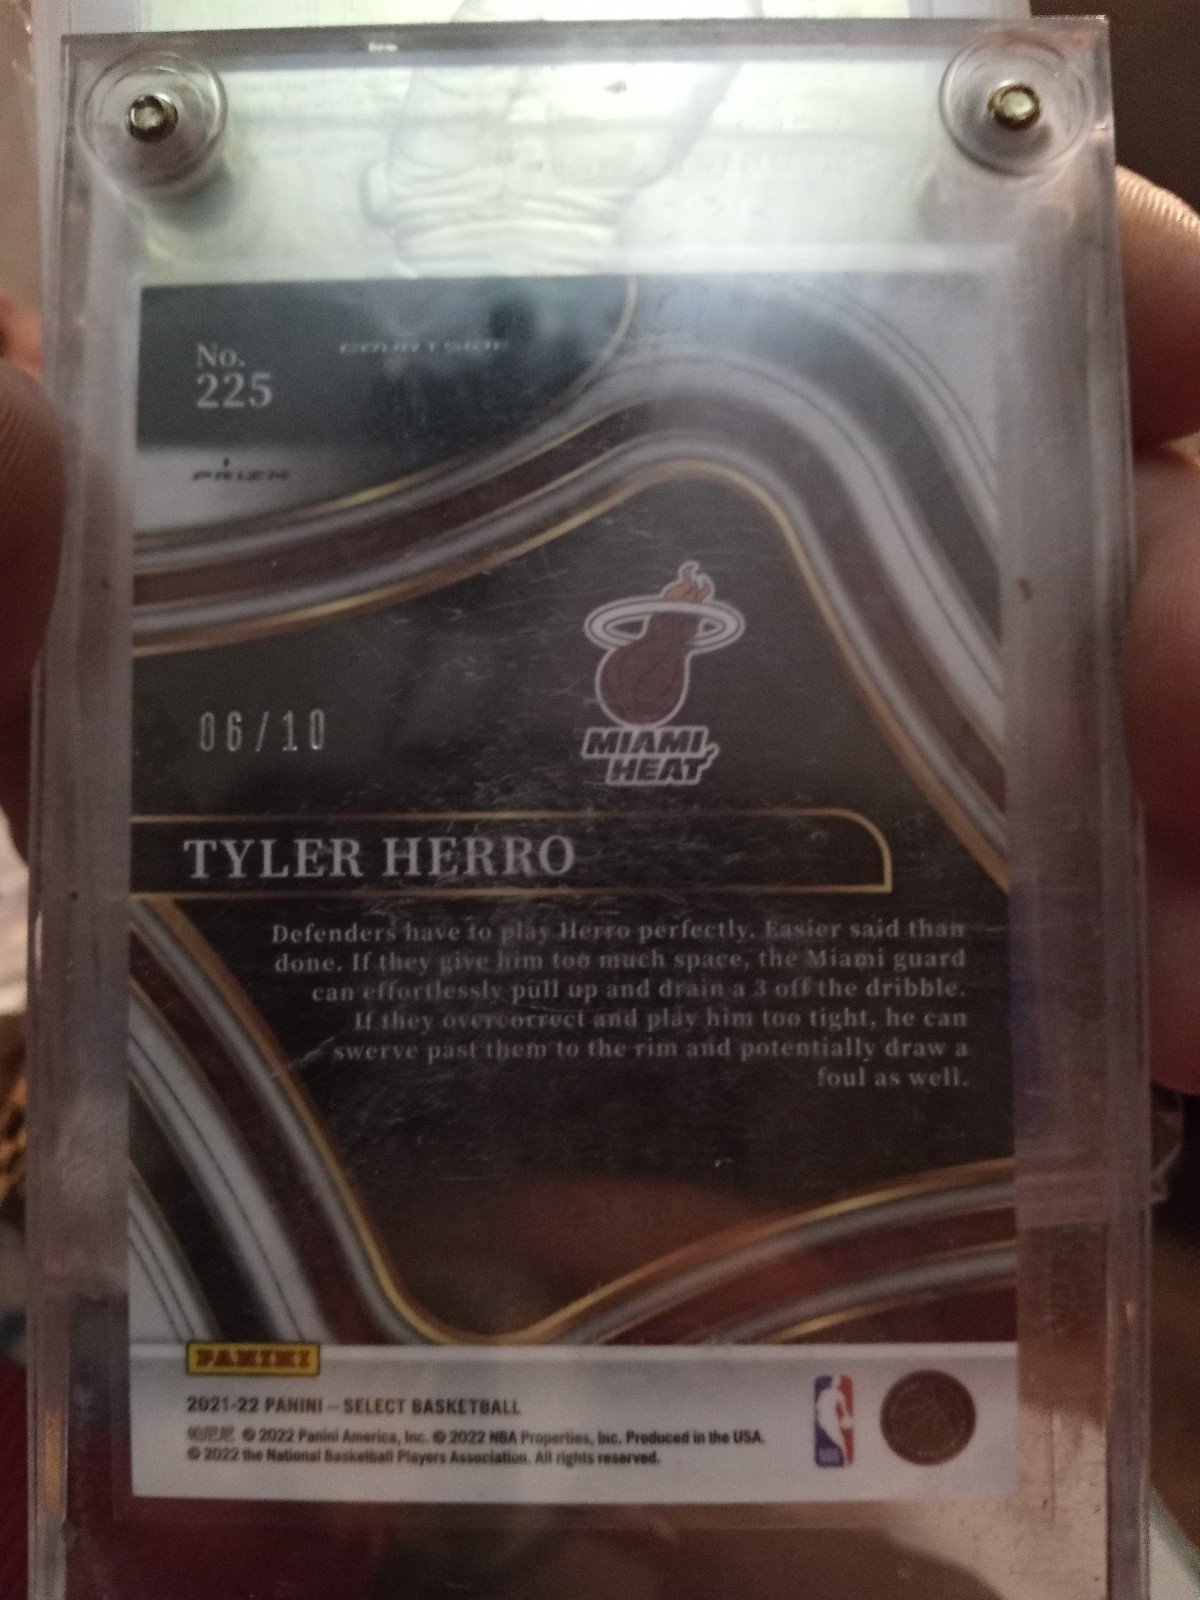 No.
225
COURTSIDE
PRIZM
06/10
MIAMI
HEAT
TYLER HERRO
Defenders have to play Herro perfectly. Easier said than
done. If they give him too much space, the Miami guard
can effortlessly pull up and drain a 3 off the dribble.
If they overcorrect and play him too tight, he can
swerve past them to the rim and potentially draw a
foul as well.
PANINI
2021-22 PANINI – SELECT BASKETBALL
© 2022 Panini America, Inc. © 2022 NBA Properties, Inc. Produced in the USA.
© 2022 the National Basketball Players Association. All rights reserved.